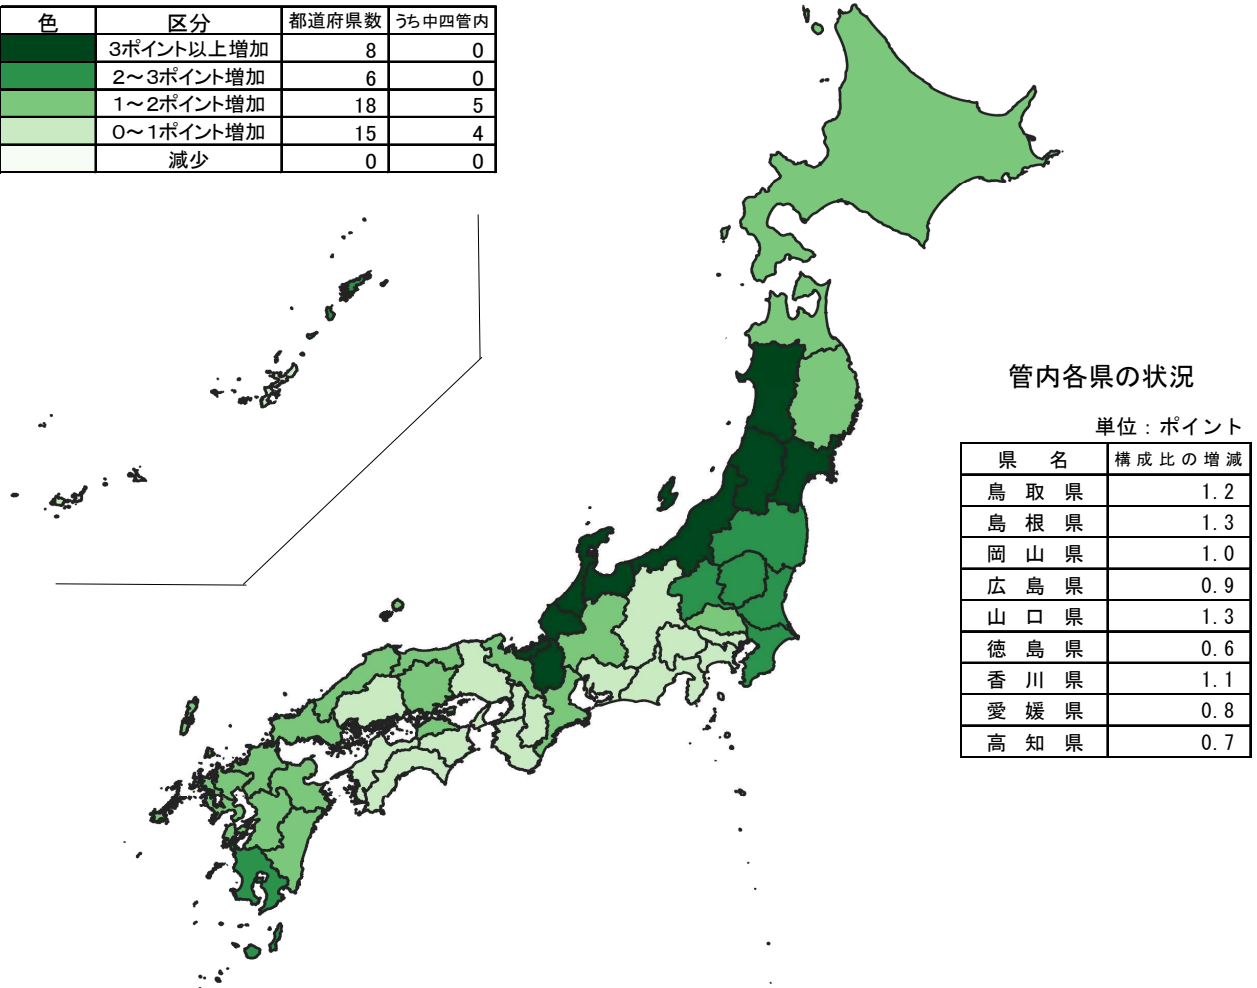 色 区分 都道府県数 うち中四管内
3ポイント以上増加 8 0
2～3ポイント増加 6 0
1～2ポイント増加 18 5
0～1ポイント増加 15 4
減少 0 0
管内各県の状況
単位：ポイント
県名 構成比の増減
鳥取県 1.2
島根県 1.3
岡山県 1.0
広島県 0.9
山口県 1.3
徳島県 0.6
香川県 1.1
愛媛県 0.8
高知県 0.7